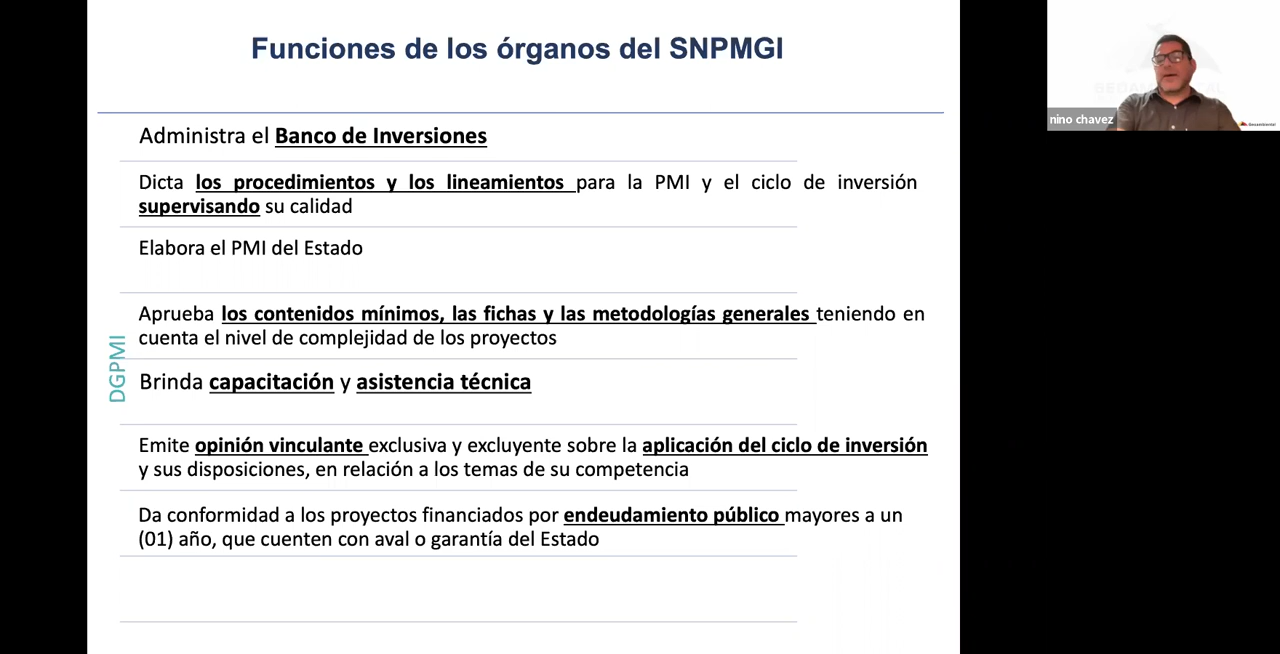 Funciones de los órganos del SNPMGI
Administra el Banco de Inversiones
Dicta los procedimientos y los lineamientos para la PMI y el ciclo de inversión
supervisando su calidad
Elabora el PMI del Estado
Aprueba los contenidos mínimos, las fichas y las metodologías generales teniendo en
cuenta el nivel de complejidad de los proyectos
DGPMI
Brinda capacitación y asistencia técnica
Emite opinión vinculante exclusiva y excluyente sobre la aplicación del ciclo de inversión
y sus disposiciones, en relación a los temas de su competencia
Da conformidad a los proyectos financiados por endeudamiento público mayores a un
(01) año, que cuenten con aval o garantía del Estado
nino chavez